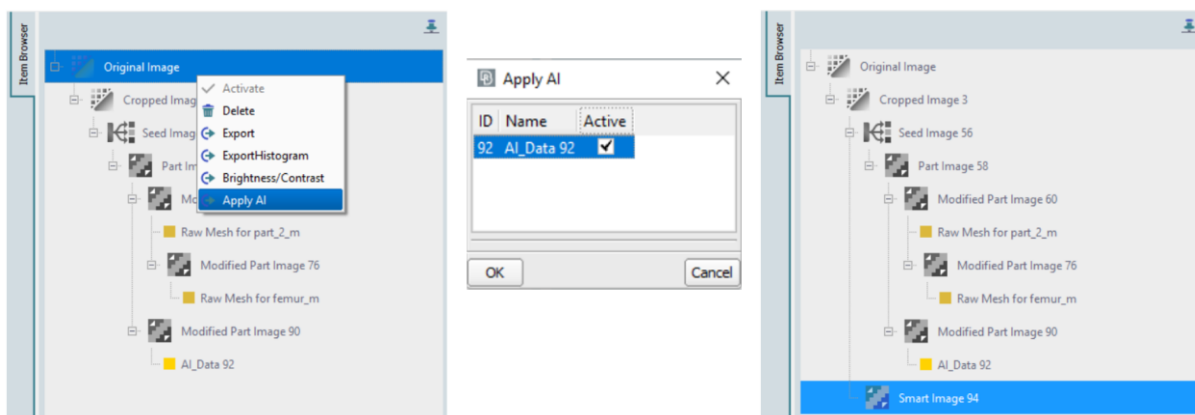 Item Browser
Original Image
Cropped Imag
Seed Imag
Part Im
Mo
Raw Mesh for part_2_m
Modified Part Image 76
Raw Mesh for femur_m
Modified Part Image 90
AI_Data 92
Activate
Delete
Export
ExportHistogram
Brightness/Contrast
Apply AI
Apply AI
ID Name Active
92 AI_Data 92
OK Cancel
Item Browser
Original Image
Cropped Image 3
Seed Image 56
Part Image 58
Modified Part Image 60
Raw Mesh for part_2_m
Modified Part Image 76
Raw Mesh for femur_m
Modified Part Image 90
AI_Data 92
Smart Image 94